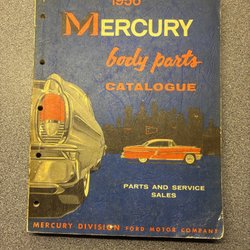 1956
MERCURY
body parts
CATALOGUE
PARTS AND SERVICE
SALES
MERCURY DIVISION FORD MOTOR COMPANY